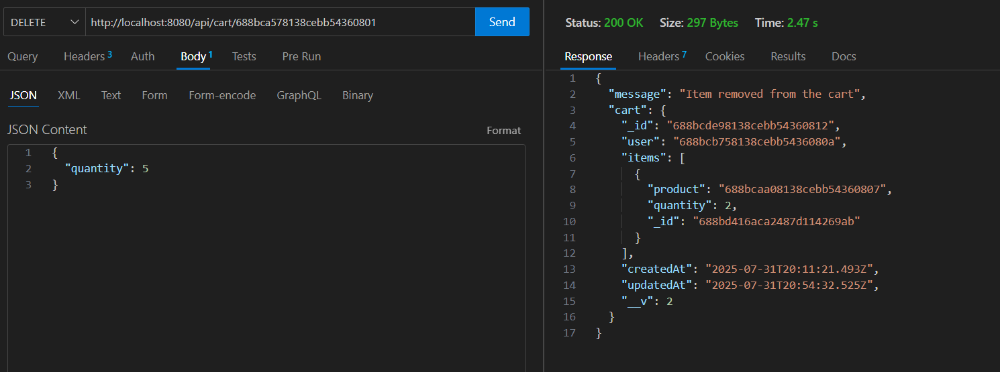 DELETE http://localhost:8080/api/cart/688bca578138cebb54360801 Send
Query Headers 3 Auth Body 1 Tests Pre Run
JSON XML Text Form Form-encode GraphQL Binary
JSON Content Format
1 {
2 "quantity": 5
3 }
Status: 200 OK Size: 297 Bytes Time: 2.47 s
Response Headers 7 Cookies Results Docs
1 {
2 "message": "Item removed from the cart",
3 "cart": {
4 "_id": "688bcde98138cebb54360812",
5 "user": "688bcb758138cebb5436080a",
6 "items": [
7 {
8 "product": "688bcaa08138cebb54360807",
9 "quantity": 2,
10 "_id": "688bd416aca2487d114269ab"
11 }
12 ],
13 "createdAt": "2025-07-31T20:11:21.493Z",
14 "updatedAt": "2025-07-31T20:54:32.525Z",
15 "__v": 2
16 }
17 }